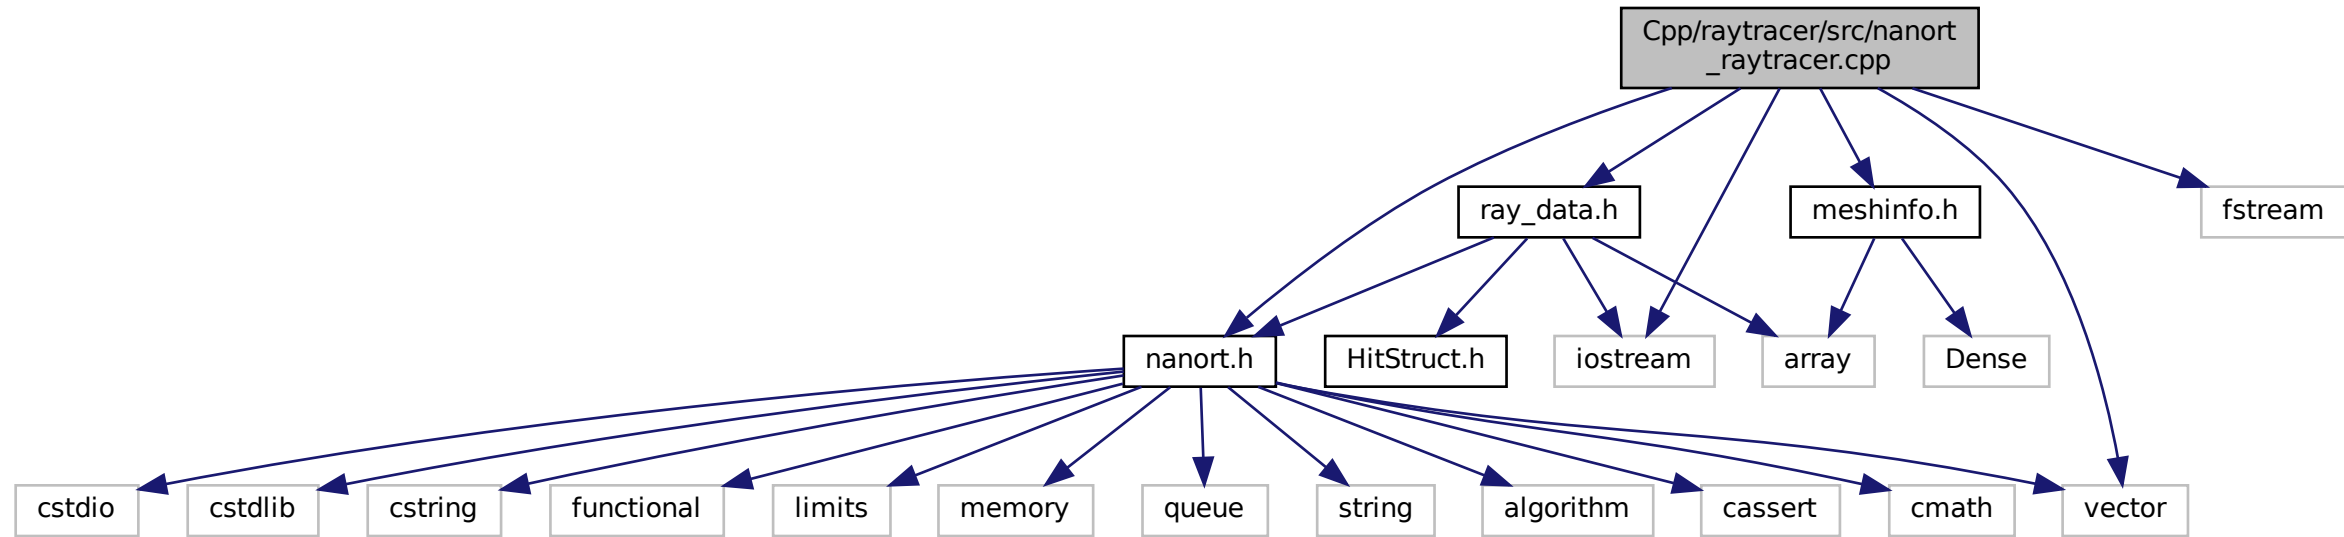 Cpp/raytracer/src/nanort
_raytracer.cpp
ray_data.h
meshinfo.h
fstream
nanort.h
HitStruct.h
iostream
array
Dense
cstdio
cstdlib
cstring
functional
limits
memory
queue
string
algorithm
cassert
cmath
vector